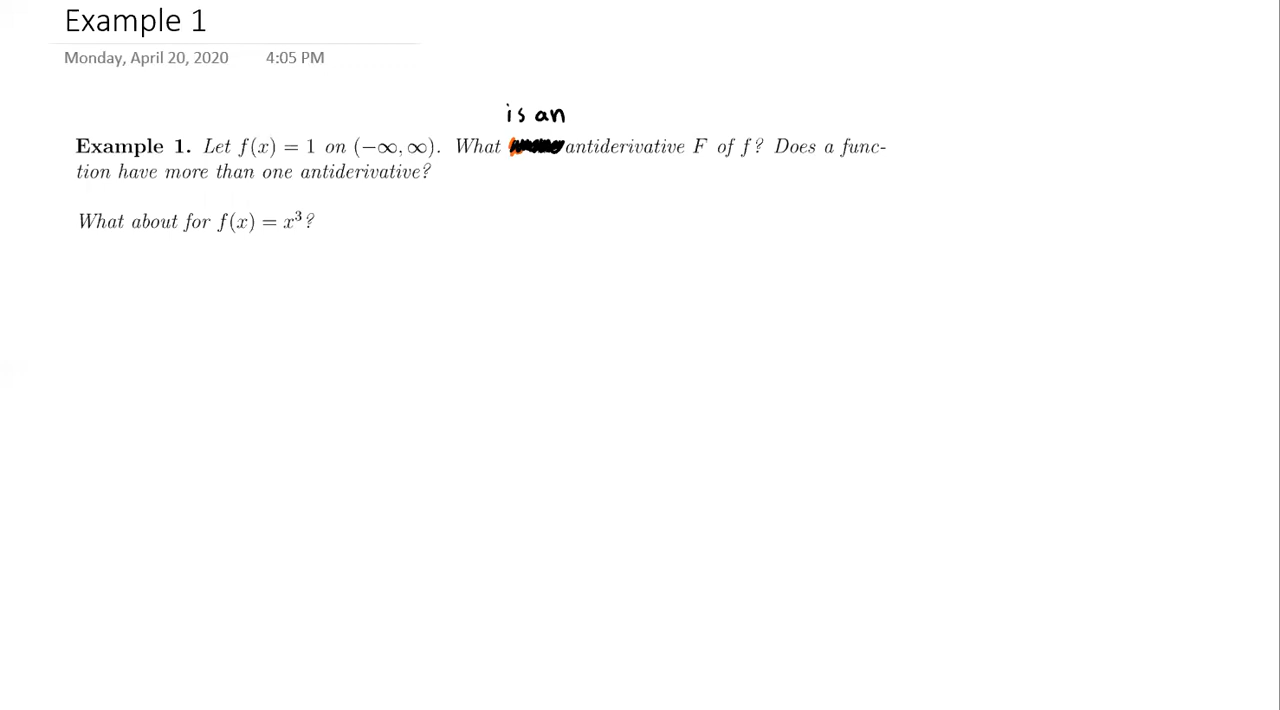 Example 1
Monday, April 20, 2020 4:05 PM
is an
Example 1. Let f(x) = 1 on (−∞, ∞). What antiderivative F of f? Does a func-
tion have more than one antiderivative?
What about for f(x) = x³?